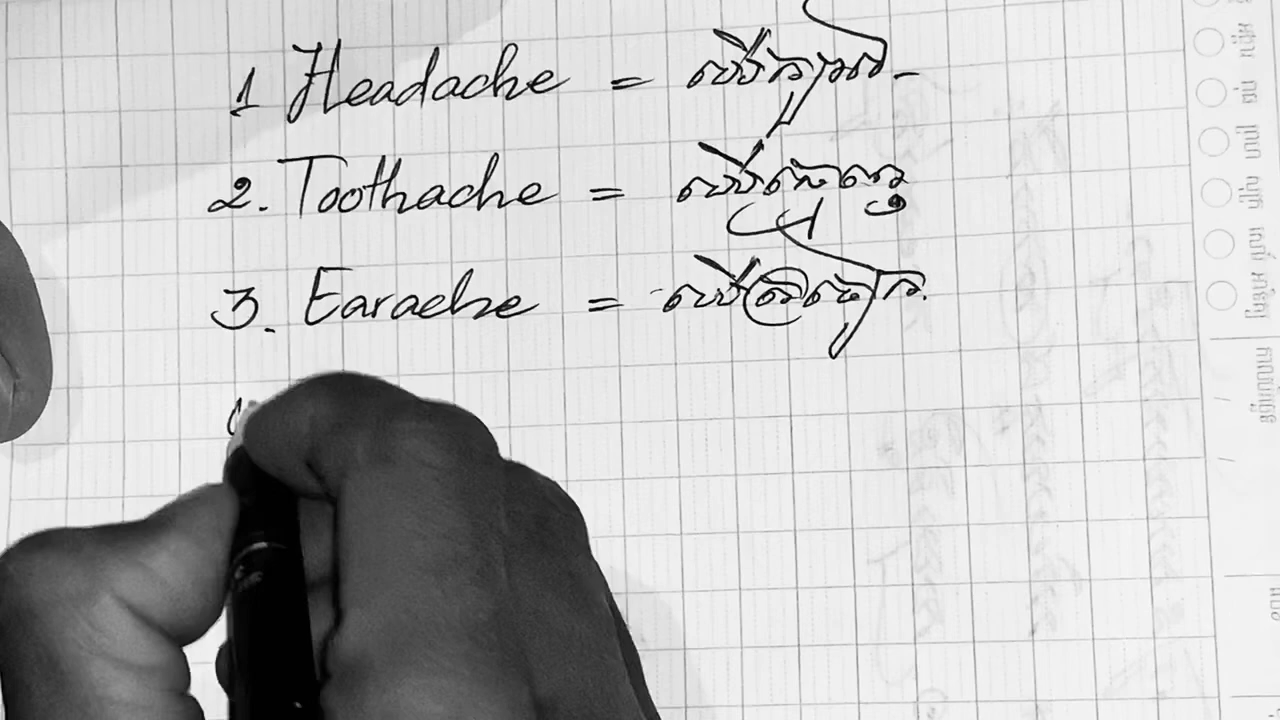 1 Headache = ឈឺក្បាល
2. Toothache = ឈឺធ្មេញ
3. Earache = ឈឺត្រចៀក